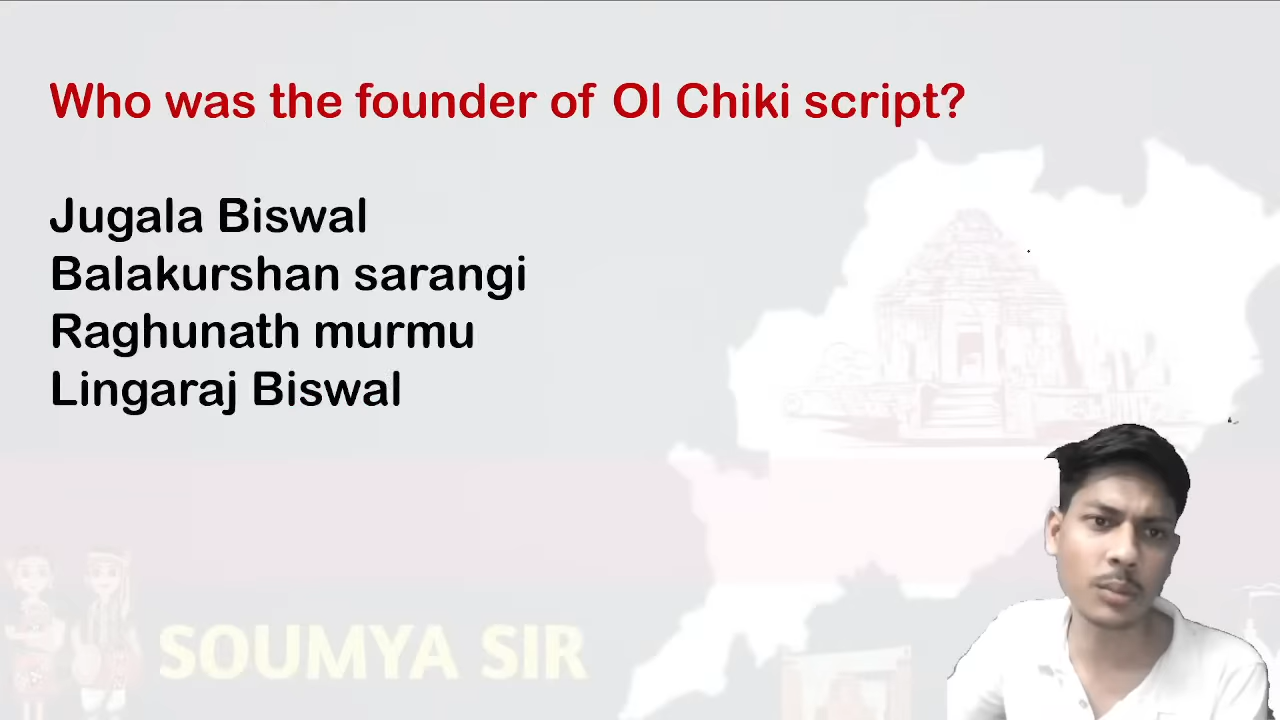 Who was the founder of Ol Chiki script?
Jugala Biswal
Balakurshan sarangi
Raghunath murmu
Lingaraj Biswal
SOUMYA SIR